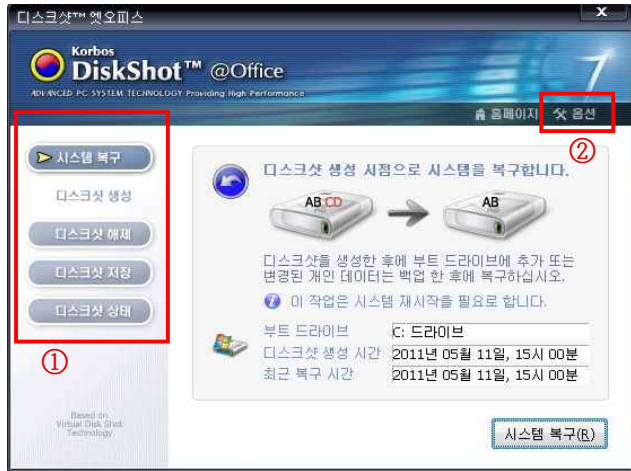 디스크샷™ 엣오피스
x
Korbos
DiskShot™ @Office
ADVANCED PC SYSTEM TECHNOLOGY Providing High Performance
7
홈페이지
옵션
②
시스템 복구
디스크샷 생성
디스크샷 해제
디스크샷 저장
디스크샷 상태
①
Based on
Virtual Disk Shot
Technology
디스크샷 생성 시점으로 시스템을 복구합니다.
AB CD
AB
디스크샷을 생성한 후에 부트 드라이브에 추가 또는
변경된 개인 데이터는 백업 한 후에 복구하십시오.
이 작업은 시스템 재시작을 필요로 합니다.
부트 드라이브 C: 드라이브
디스크샷 생성 시간 2011년 05월 11일, 15시 00분
최근 복구 시간 2011년 05월 11일, 15시 00분
시스템 복구(R)